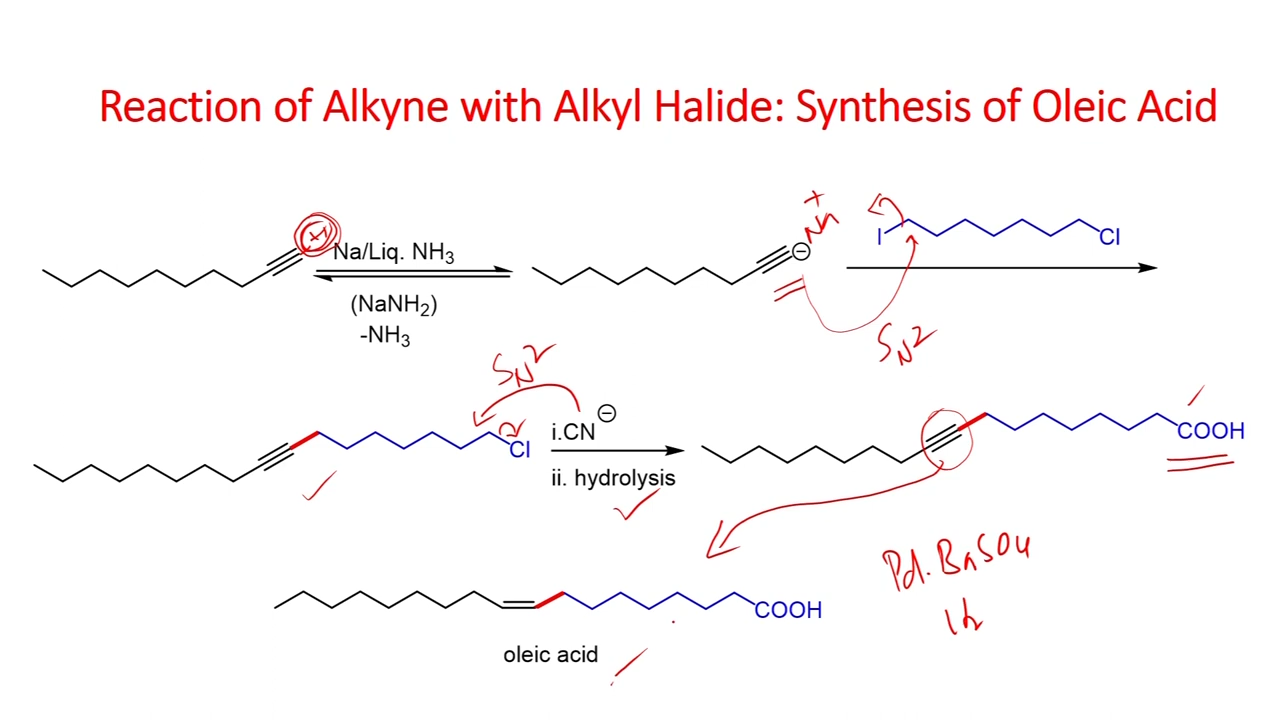 Reaction of Alkyne with Alkyl Halide: Synthesis of Oleic Acid
H
Na/Liq. NH3
(NaNH2)
-NH3
⊖
Na+
I
Cl
SN2
Cl
SN2
i.CN⊖
ii. hydrolysis
COOH
Pd.BaSO4
COOH
oleic acid